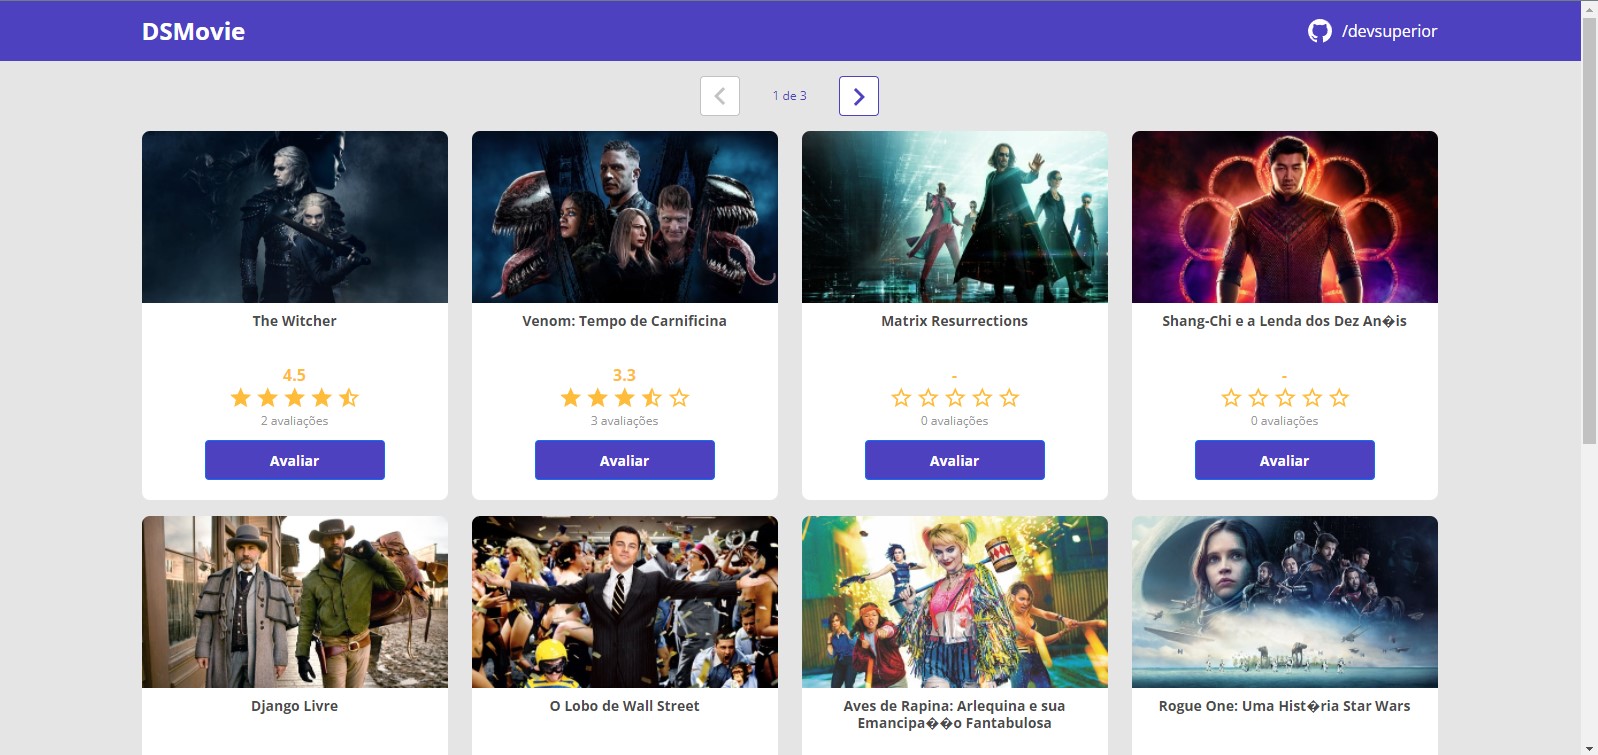 DSMovie
/devsuperior
1 de 3
The Witcher
4.5
2 avaliações
Avaliar
Venom: Tempo de Carnificina
3.3
3 avaliações
Avaliar
Matrix Resurrections
-
0 avaliações
Avaliar
Shang-Chi e a Lenda dos Dez An�is
-
0 avaliações
Avaliar
Django Livre
O Lobo de Wall Street
Aves de Rapina: Arlequina e sua
Emancipa��o Fantabulosa
Rogue One: Uma Hist�ria Star Wars